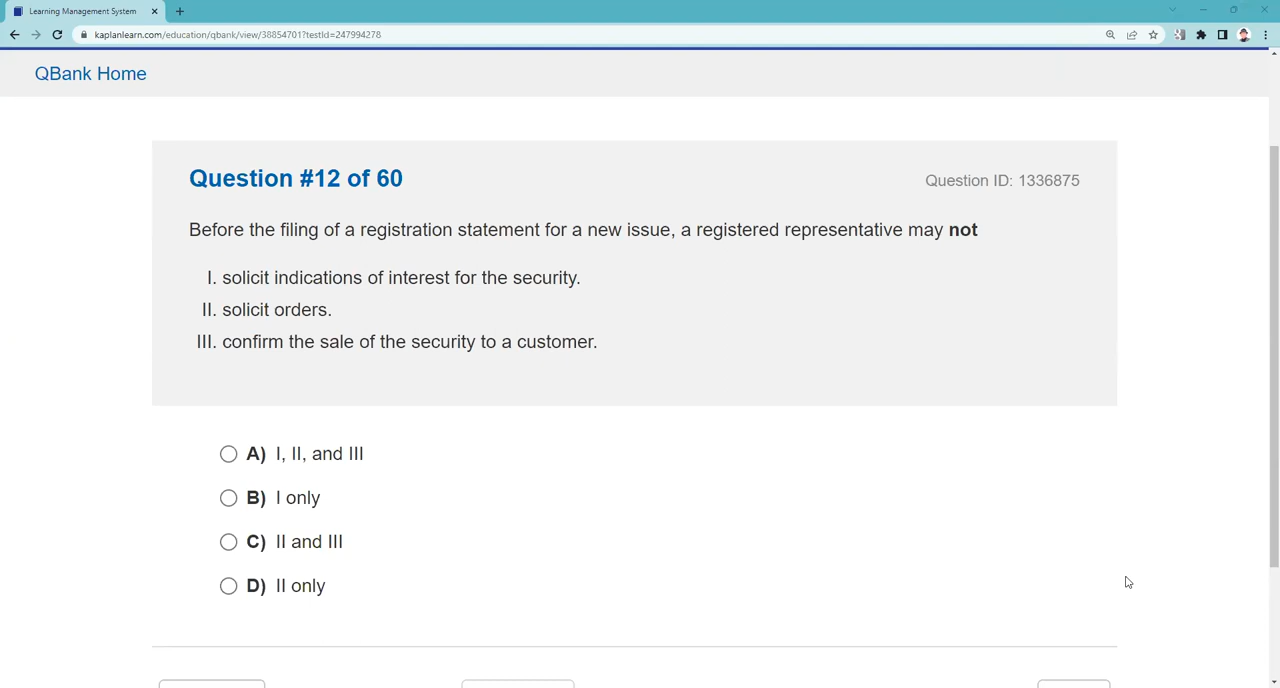 Learning Management System
kaplanlearn.com/education/qbank/view/38854701?testId=247994278
QBank Home
Question #12 of 60
Question ID: 1336875
Before the filing of a registration statement for a new issue, a registered representative may not
I. solicit indications of interest for the security.
II. solicit orders.
III. confirm the sale of the security to a customer.
A) I, II, and III
B) I only
C) II and III
D) II only